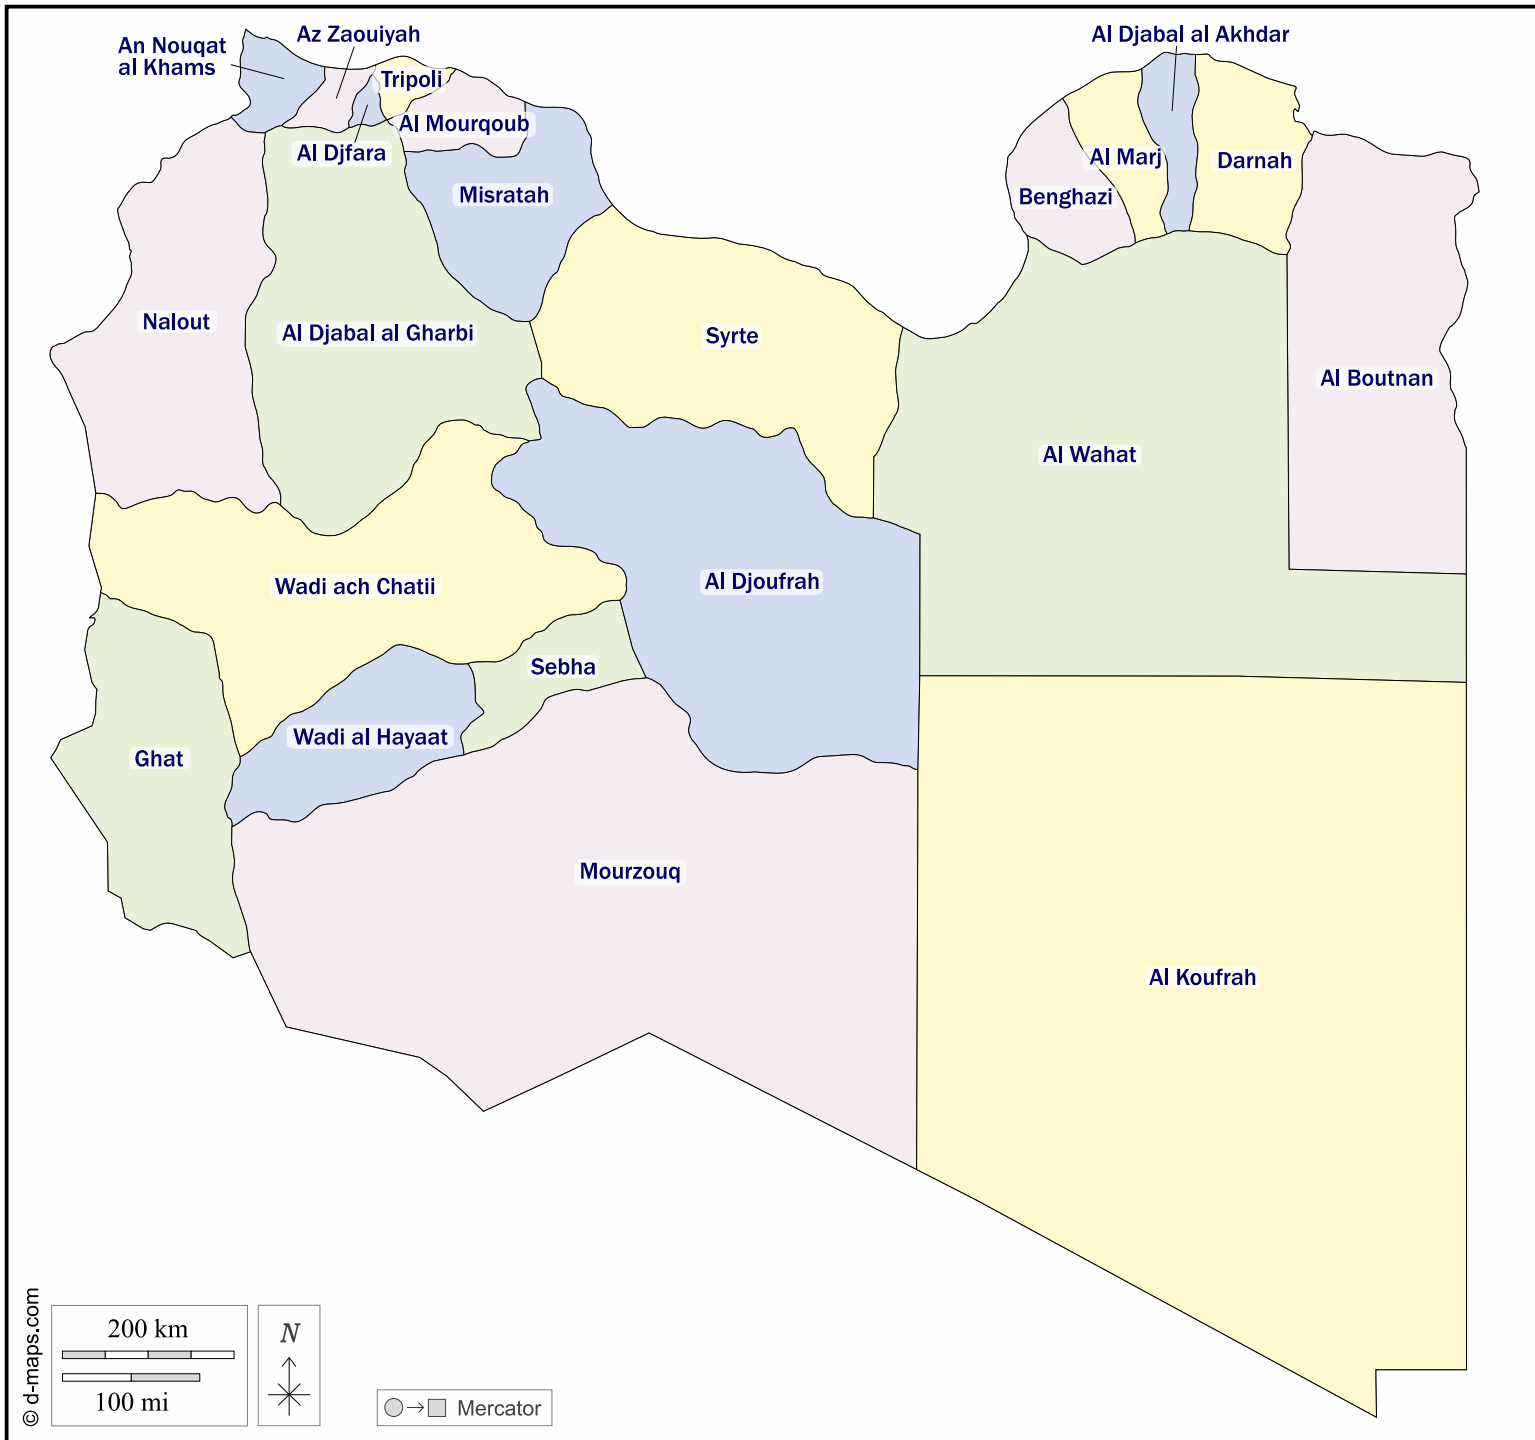 An Nouqat
al Khams
Az Zaouiyah
Tripoli
Al Djabal al Akhdar
Al Mourqoub
Al Djfara
Misratah
Al Marj
Darnah
Benghazi
Nalout
Al Djabal al Gharbi
Syrte
Al Boutnan
Al Wahat
Wadi ach Chatii
Al Djoufrah
Sebha
Wadi al Hayaat
Ghat
Mourzouq
Al Koufrah
© d-maps.com
200 km
100 mi
N
Mercator